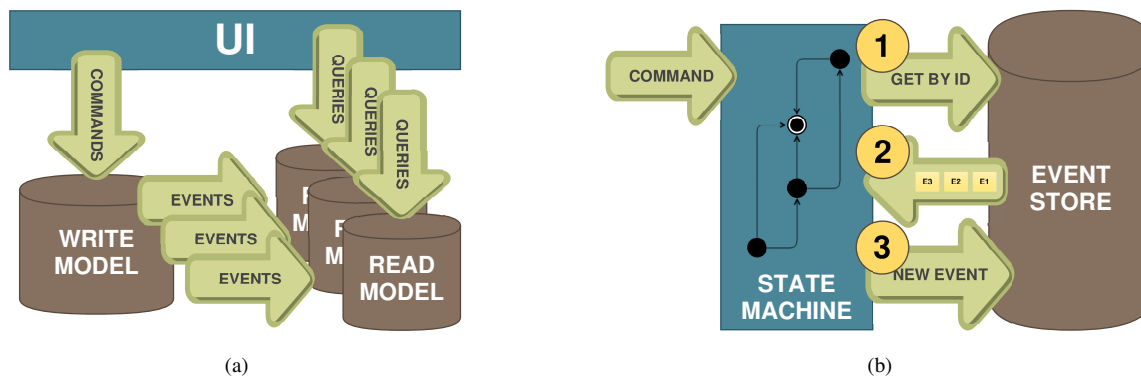 UI
COMMANDS
QUERIES
QUERIES
QUERIES
EVENTS
EVENTS
EVENTS
WRITE
MODEL
READ
MODEL
(a)
COMMAND
1
GET BY ID
2
E3 E2 E1
3
NEW EVENT
STATE
MACHINE
EVENT
STORE
(b)